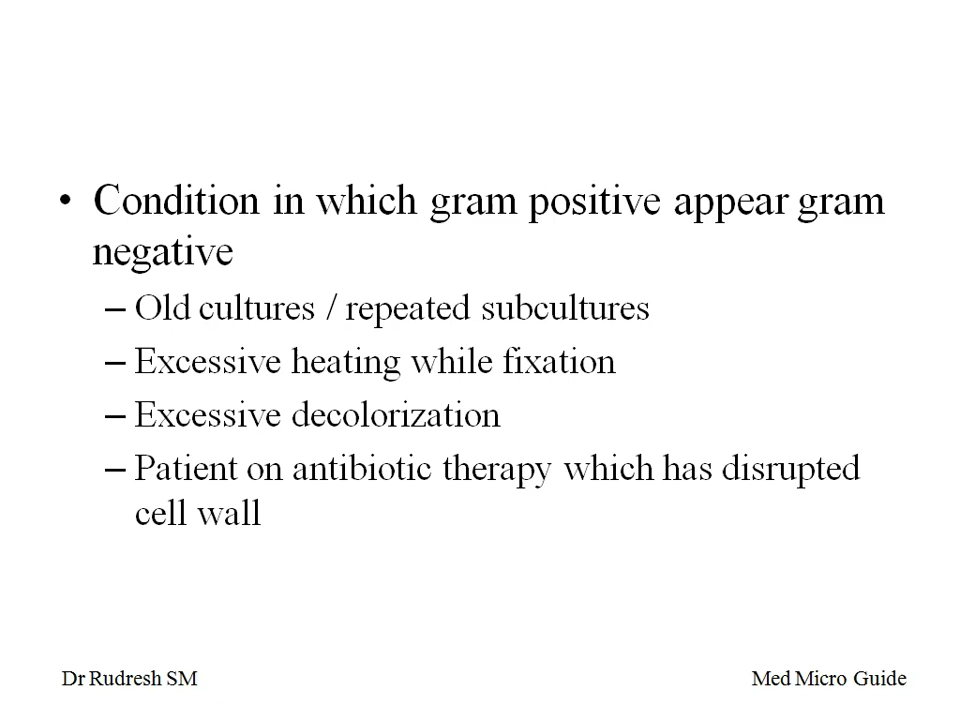 • Condition in which gram positive appear gram
negative
– Old cultures / repeated subcultures
– Excessive heating while fixation
– Excessive decolorization
– Patient on antibiotic therapy which has disrupted
cell wall
Dr Rudresh SM
Med Micro Guide